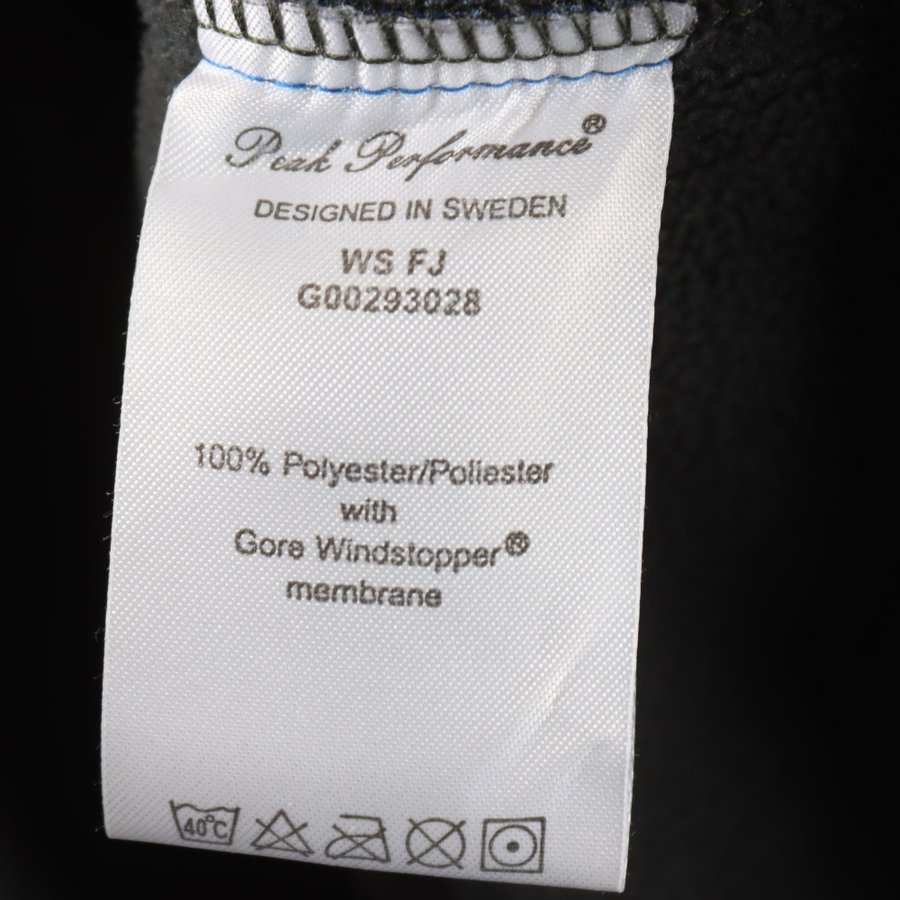 Peak Performance®
DESIGNED IN SWEDEN
WS FJ
G00293028
100% Polyester/Poliester
with
Gore Windstopper®
membrane
40°C